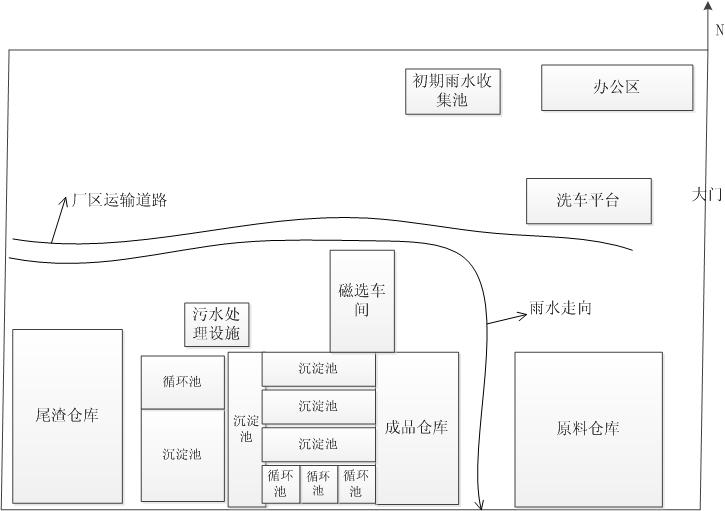 N
初期雨水收
集池
办公区
厂区运输道路
洗车平台
大门
磁选车
间
雨水走向
污水处
理设施
尾渣仓库
循环池
沉淀池
沉淀
池
沉淀池
沉淀池
沉淀池
循环
池
循环
池
循环
池
成品仓库
原料仓库